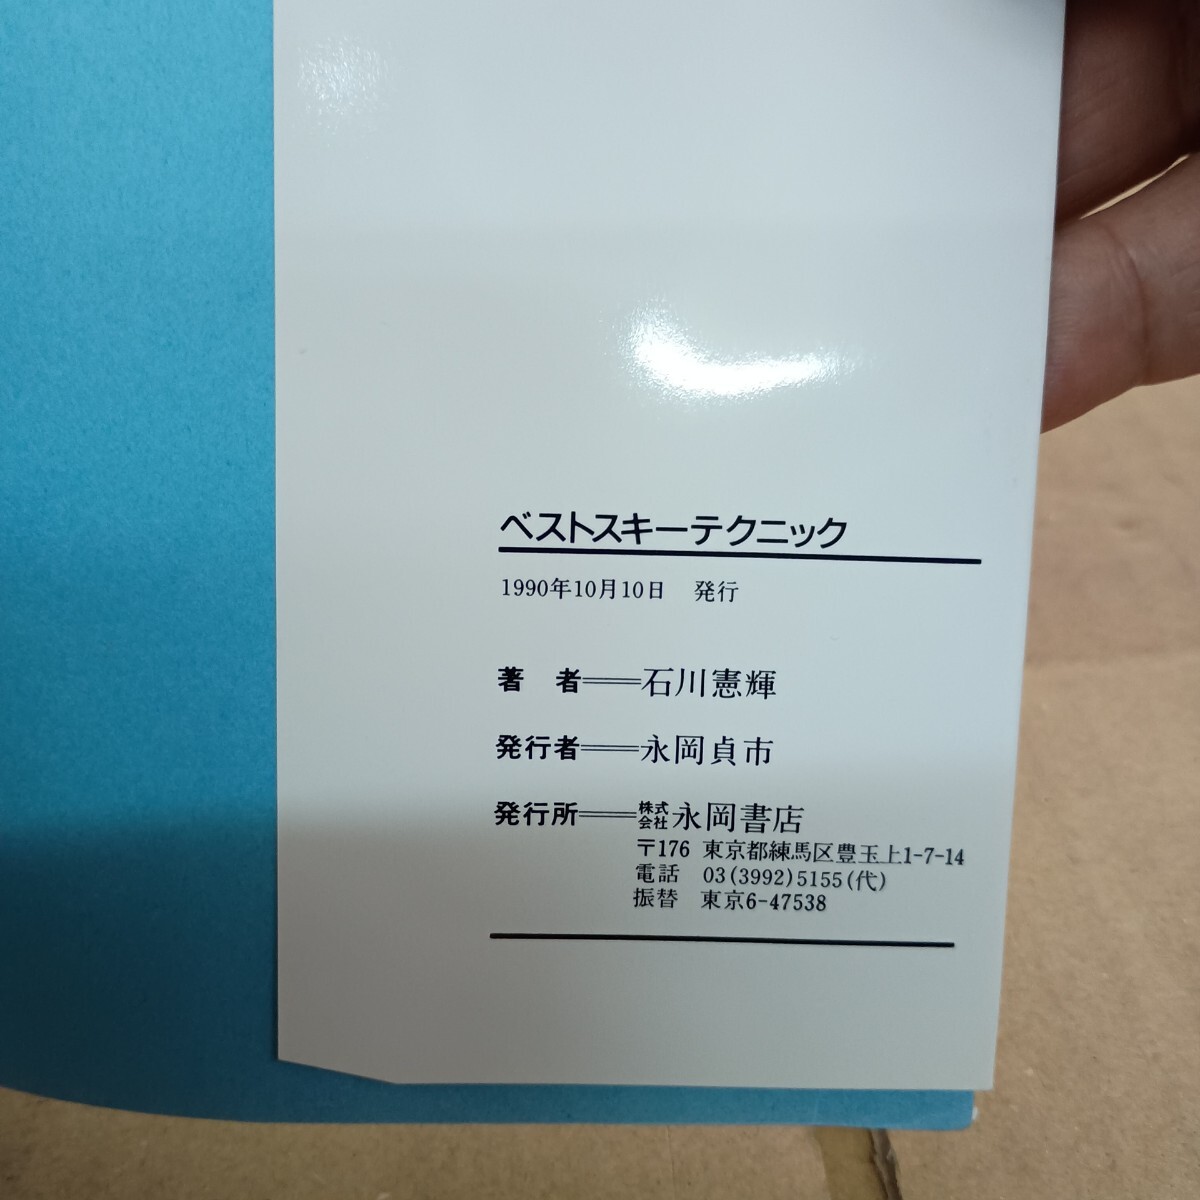 ベストスキーテクニック
1990年10月10日 発行
著 者══石川憲輝
発行者══永岡貞市
発行所══株式会社永岡書店
〒176 東京都練馬区豊玉上1-7-14
電話 03(3992)5155(代)
振替 東京6-47538